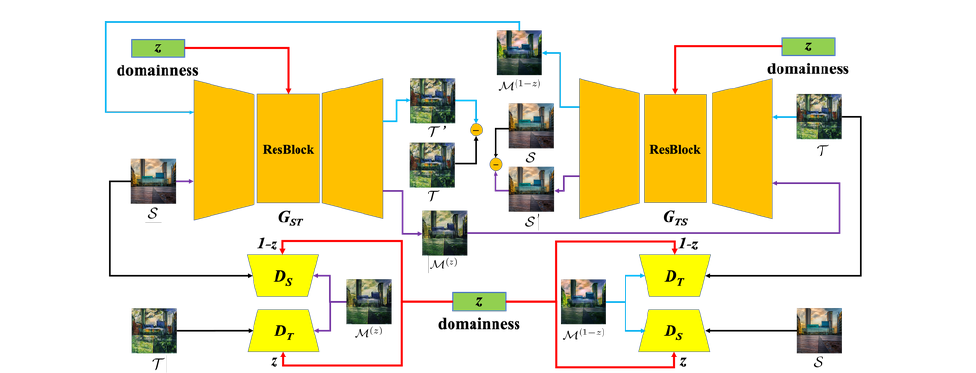 z
domainness
ResBlock
G_ST
S
T'
T
M^(z)
M^(1-z)
S
S'
z
domainness
ResBlock
G_TS
T
1-z
D_S
D_T
z
M^(z)
T
z
domainness
M^(1-z)
1-z
D_T
D_S
z
S